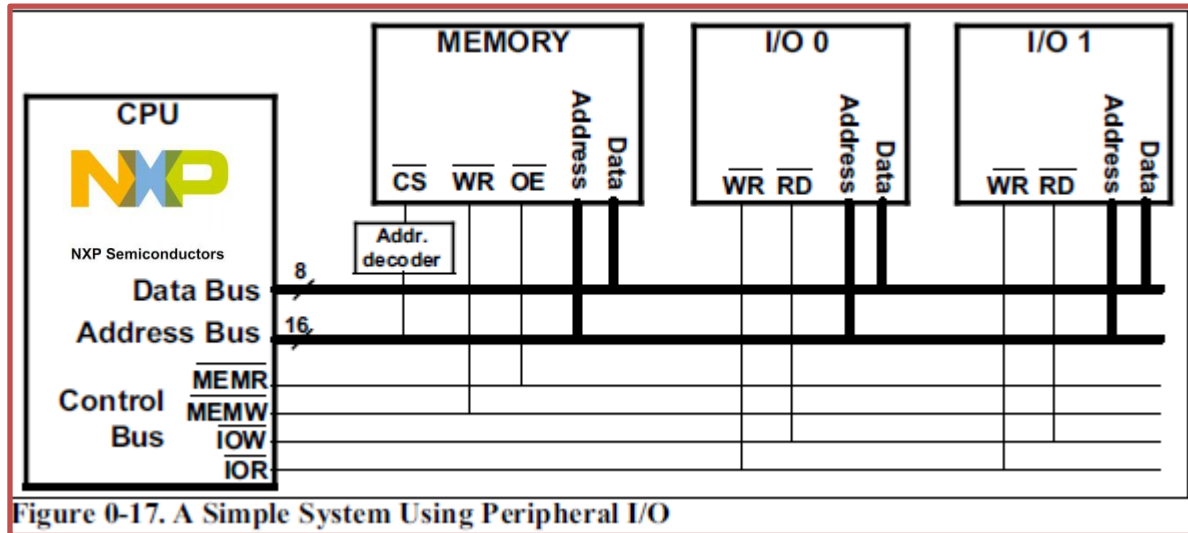 MEMORY
I/O 0
I/O 1
CPU
NXP
NXP Semiconductors
CS WR OE Address Data
WR RD Address Data
WR RD Address Data
Addr.
decoder
8
Data Bus
16
Address Bus
MEMR
Control
MEMW
Bus
IOW
IOR
Figure 0-17. A Simple System Using Peripheral I/O